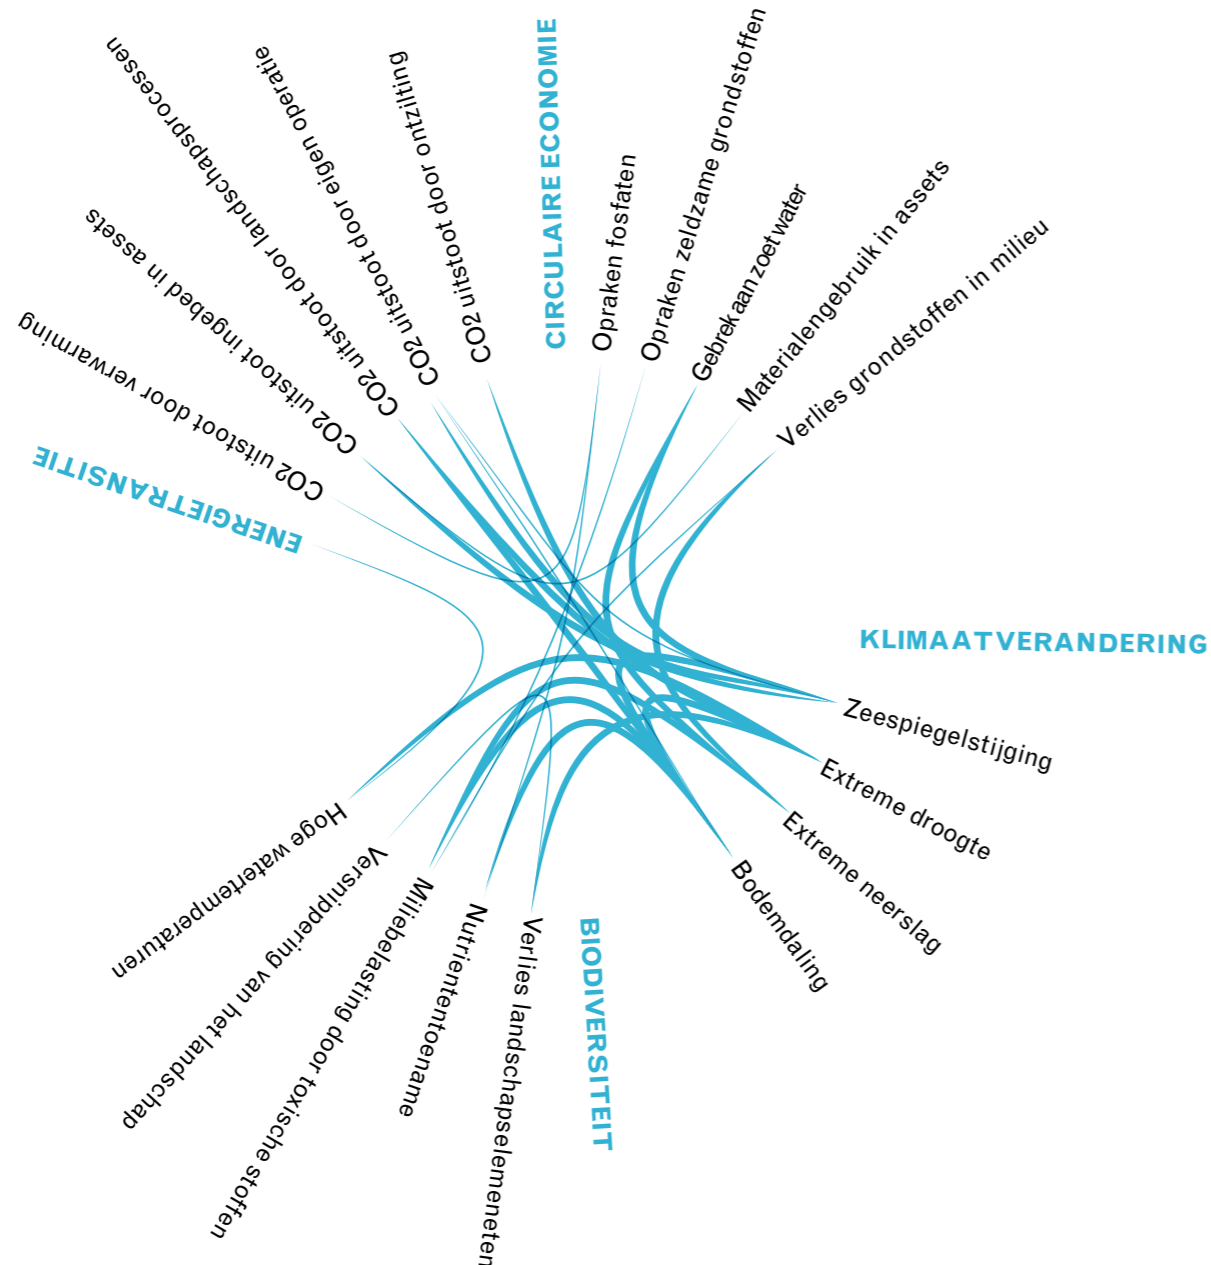 CIRCULAIRE ECONOMIE
Opraken fosfaten
Opraken zeldzame grondstoffen
Gebrek aan zoet water
Materialengebruik in assets
Verlies grondstoffen in milieu
KLIMAATVERANDERING
Zeespiegelstijging
Extreme droogte
Extreme neerslag
Bodemdaling
BIODIVERSITEIT
Verlies landschapselemeneten
Nutriententoename
Miliebelasting door toxische stoffen
Versnippering van het landschap
Hoge watertemperaturen
ENERGIETRANSITIE
CO2 uitstoot door verwarming
CO2 uitstoot ingebed in assets
CO2 uitstoot door landschapsprocessen
CO2 uitstoot door eigen operatie
CO2 uitstoot door ontzilting